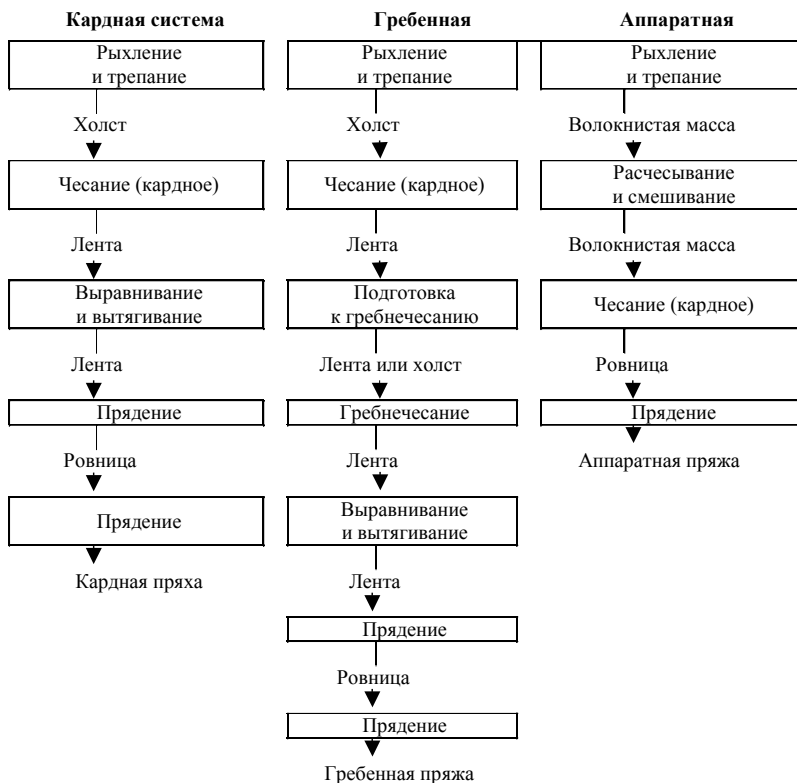 Кардная система
Рыхление
и трепание
Холст
Чесание (кардное)
Лента
Выравнивание
и вытягивание
Лента
Прядение
Ровница
Прядение
Кардная пряха
Гребенная
Рыхление
и трепание
Холст
Чесание (кардное)
Лента
Подготовка
к гребнечесанию
Лента или холст
Гребнечесание
Лента
Выравнивание
и вытягивание
Лента
Прядение
Ровница
Прядение
Гребенная пряжа
Аппаратная
Рыхление
и трепание
Волокнистая масса
Расчесывание
и смешивание
Волокнистая масса
Чесание (кардное)
Ровница
Прядение
Аппаратная пряжа